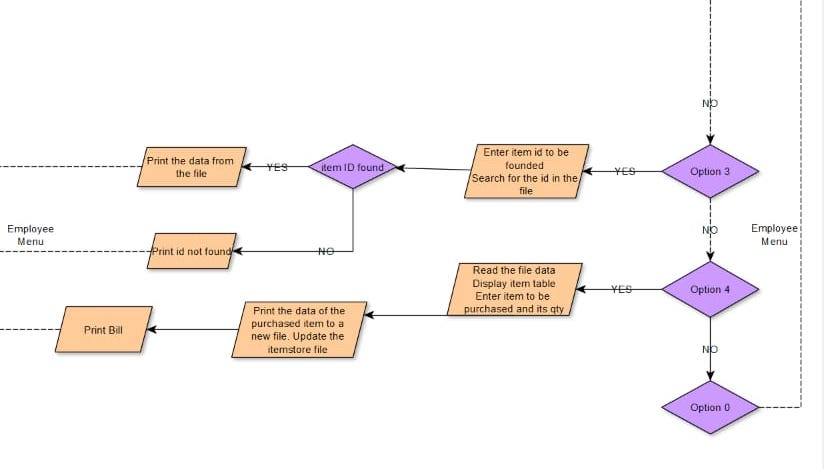 NO
Enter item id to be
founded
Search for the id in the
file
YES
Option 3
item ID found
YES
Print the data from
the file
Employee
Menu
Print id not found
NO
NO
Employee
Menu
Read the file data
Display item table
Enter item to be
purchased and its qty
YES
Option 4
Print the data of the
purchased item to a
new file. Update the
itemstore file
Print Bill
NO
Option 0